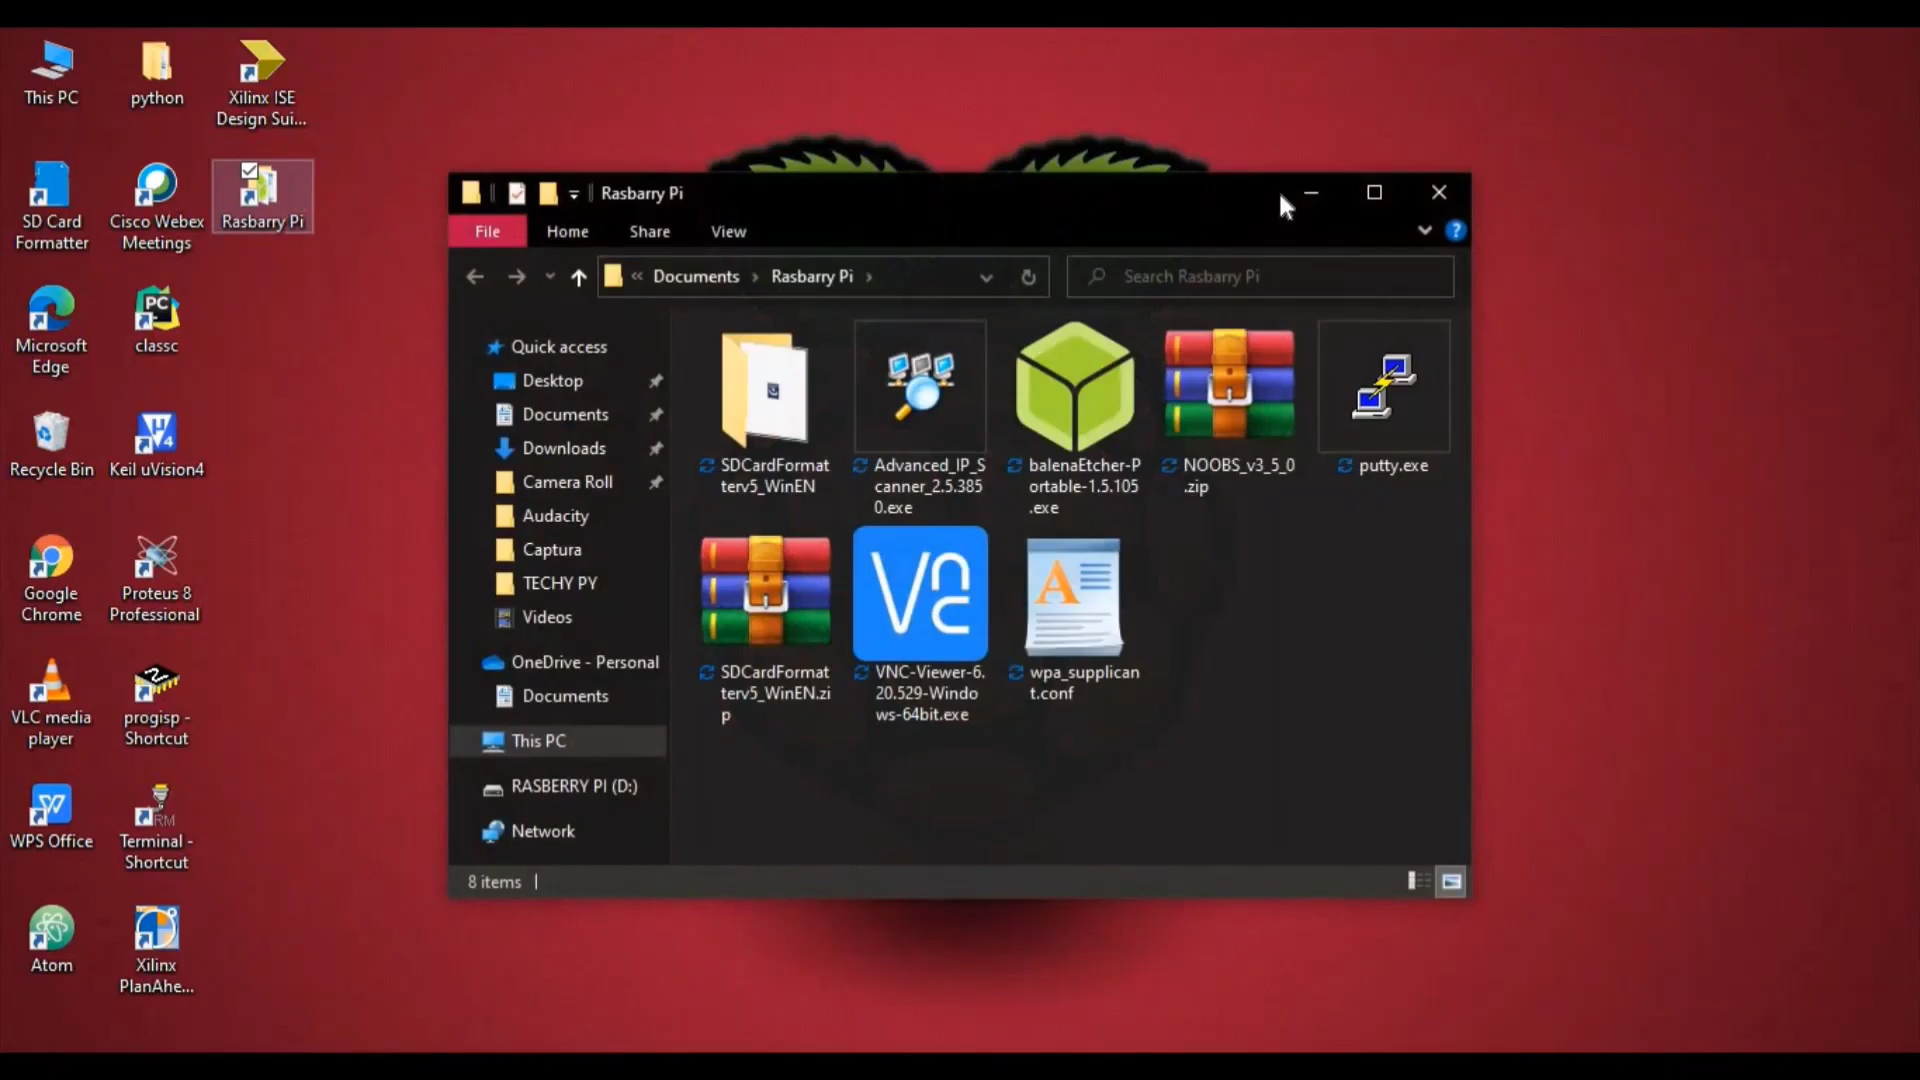 This PC
python
Xilinx ISE
Design Sui...
SD Card
Formatter
Cisco Webex
Meetings
Rasbarry Pi
Microsoft
Edge
PC
classc
Recycle Bin
Keil uVision4
Google
Chrome
Proteus 8
Professional
VLC media
player
progisp -
Shortcut
WPS Office
Terminal -
Shortcut
Atom
Xilinx
PlanAhe...
Rasbarry Pi
File
Home
Share
View
?
« Documents › Rasbarry Pi ›
Search Rasbarry Pi
Quick access
Desktop
Documents
Downloads
Camera Roll
Audacity
Captura
TECHY PY
Videos
OneDrive - Personal
Documents
This PC
RASBERRY PI (D:)
Network
SDCardFormat
terv5_WinEN
Advanced_IP_S
canner_2.5.385
0.exe
balenaEtcher-P
ortable-1.5.105
.exe
NOOBS_v3_5_0
.zip
putty.exe
SDCardFormat
terv5_WinEN.zi
p
VNC-Viewer-6.
20.529-Windo
ws-64bit.exe
A
wpa_supplican
t.conf
8 items